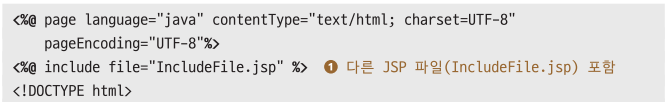 <%@ page language="java" contentType="text/html; charset=UTF-8"
    pageEncoding="UTF-8"%>
<%@ include file="IncludeFile.jsp" %> ❶ 다른 JSP 파일(IncludeFile.jsp) 포함
<!DOCTYPE html>